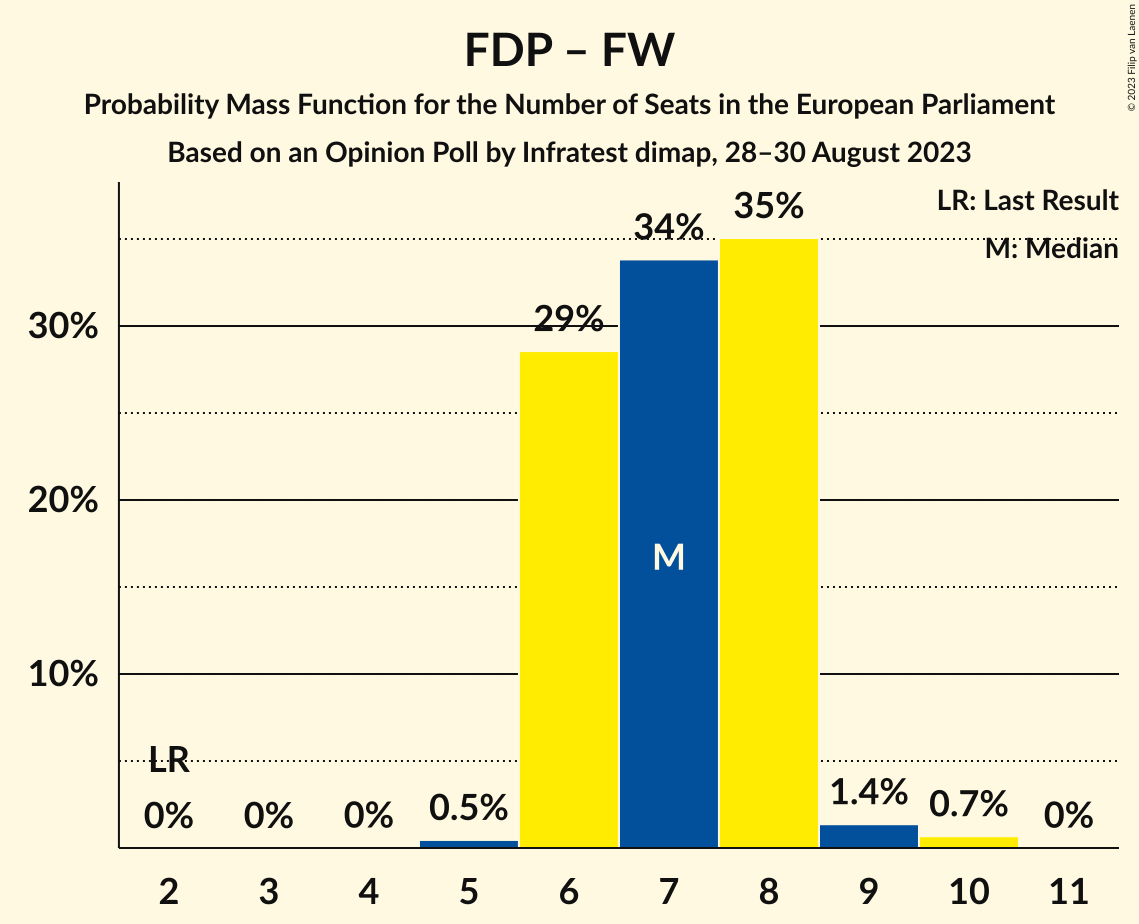 FDP – FW
Probability Mass Function for the Number of Seats in the European Parliament
Based on an Opinion Poll by Infratest dimap, 28–30 August 2023
© 2023 Filip van Laenen
LR: Last Result
M: Median
30%
20%
10%
LR
0%
0%
0%
0.5%
29%
34%
35%
1.4%
0.7%
0%
M
2
3
4
5
6
7
8
9
10
11